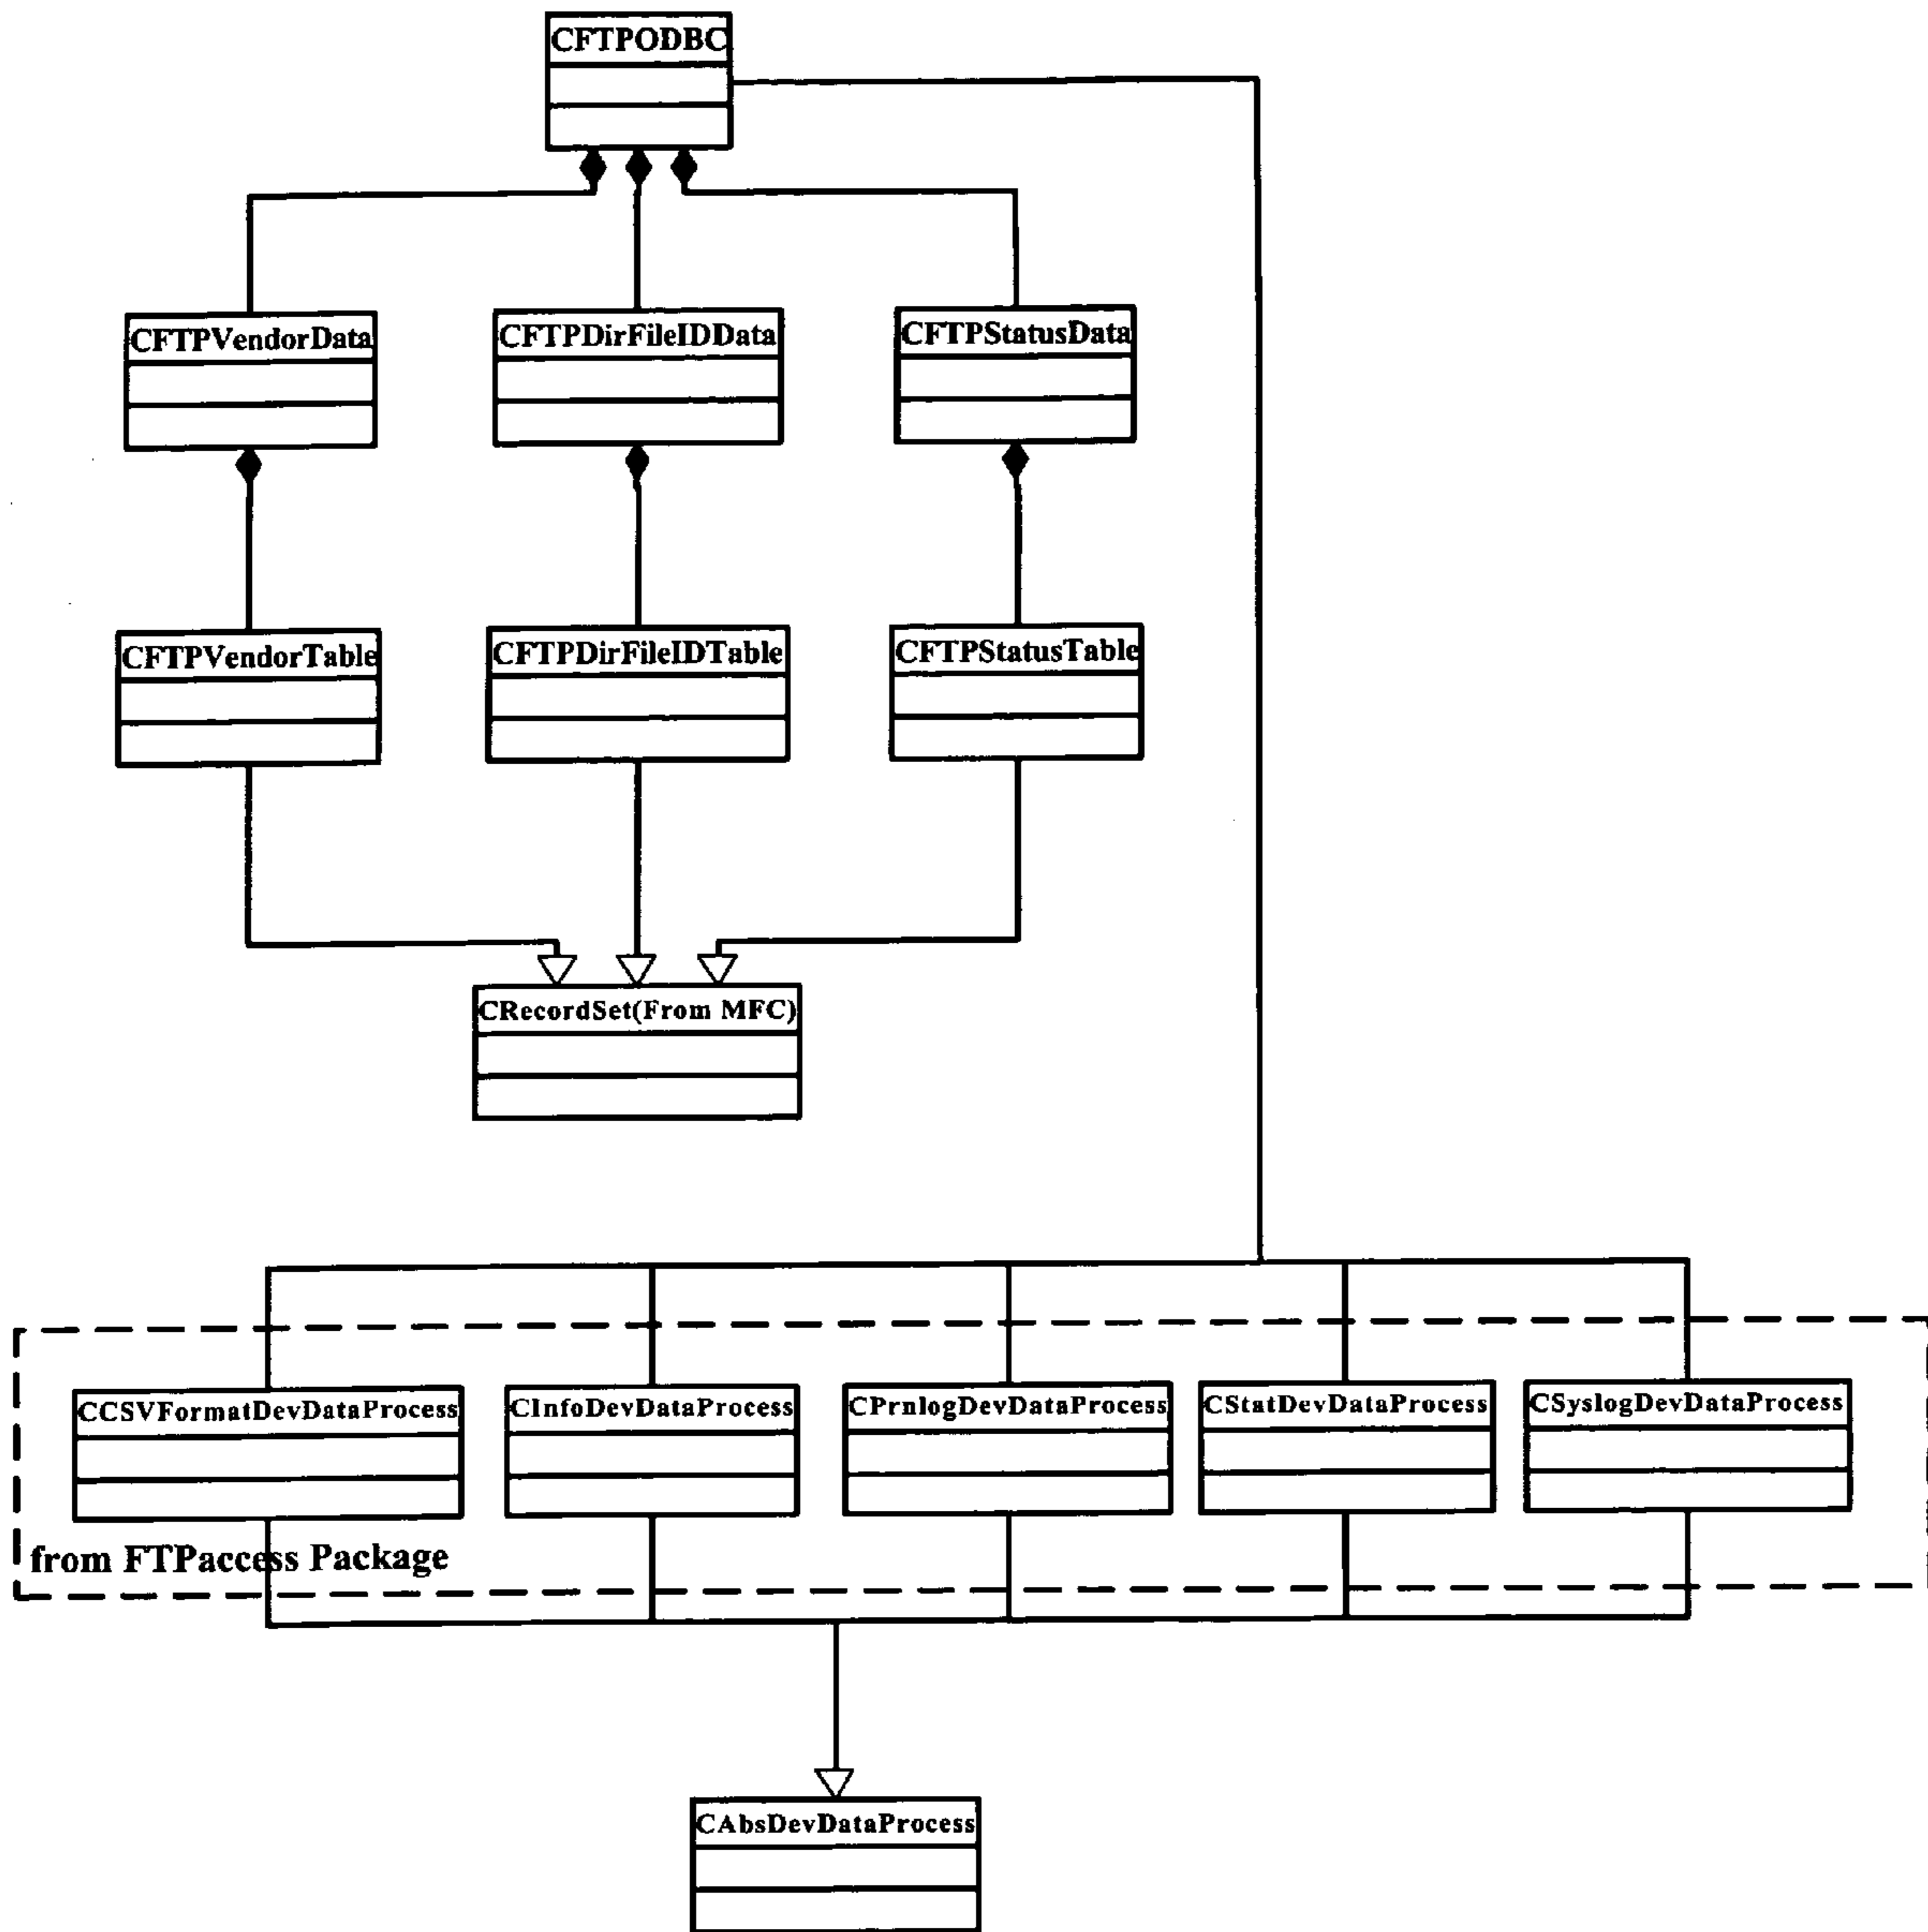 CFTPODBC
CFTPVendorData
CFTPDirFileIDData
CFTPStatusData
CFTPVendorTable
CFTPDirFileIDTable
CFTPStatusTable
CRecordSet(From MFC)
CCSVFormatDevDataProcess
CInfoDevDataProcess
CPrnlogDevDataProcess
CStatDevDataProcess
CSyslogDevDataProcess
from FTPaccess Package
CAbsDevDataProcess